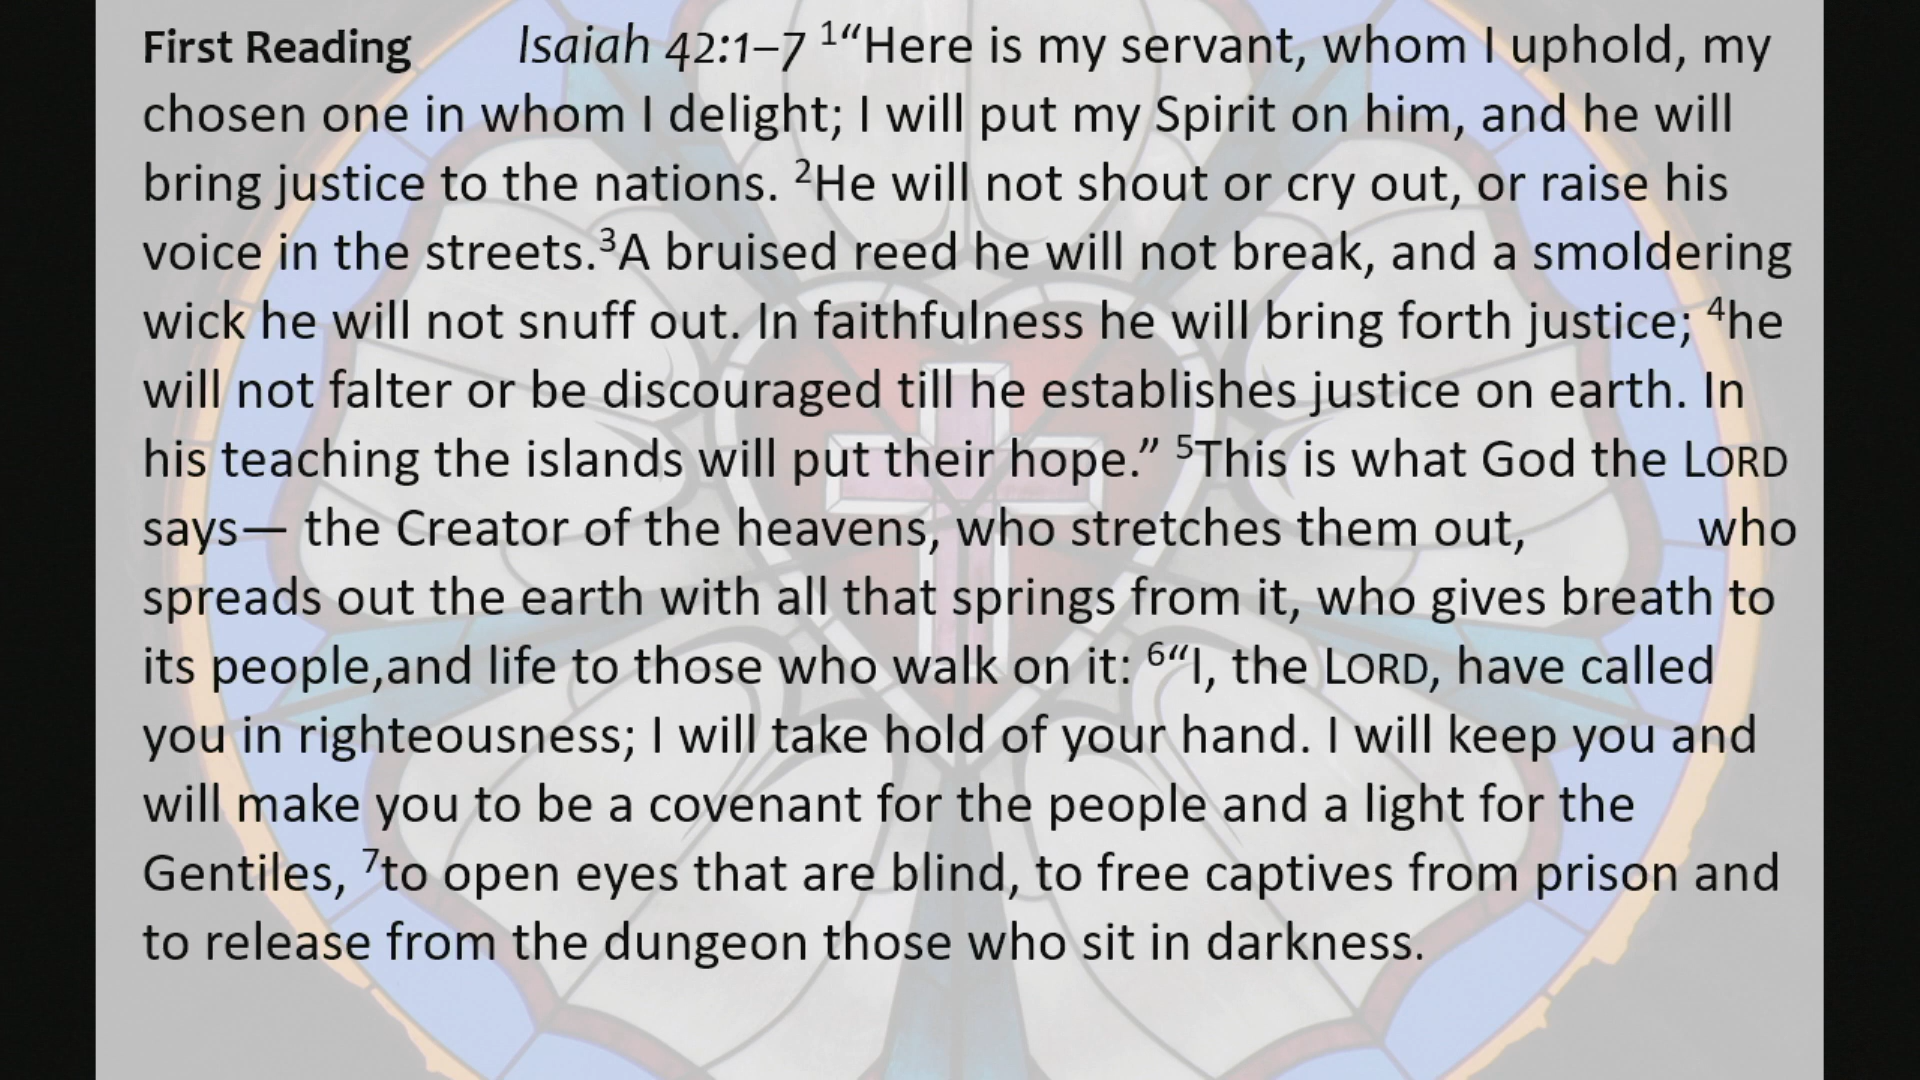 First Reading Isaiah 42:1–7 ¹“Here is my servant, whom I uphold, my
chosen one in whom I delight; I will put my Spirit on him, and he will
bring justice to the nations. ²He will not shout or cry out, or raise his
voice in the streets.³A bruised reed he will not break, and a smoldering
wick he will not snuff out. In faithfulness he will bring forth justice; ⁴he
will not falter or be discouraged till he establishes justice on earth. In
his teaching the islands will put their hope.” ⁵This is what God the LORD
says— the Creator of the heavens, who stretches them out, who
spreads out the earth with all that springs from it, who gives breath to
its people,and life to those who walk on it: ⁶“I, the LORD, have called
you in righteousness; I will take hold of your hand. I will keep you and
will make you to be a covenant for the people and a light for the
Gentiles, ⁷to open eyes that are blind, to free captives from prison and
to release from the dungeon those who sit in darkness.